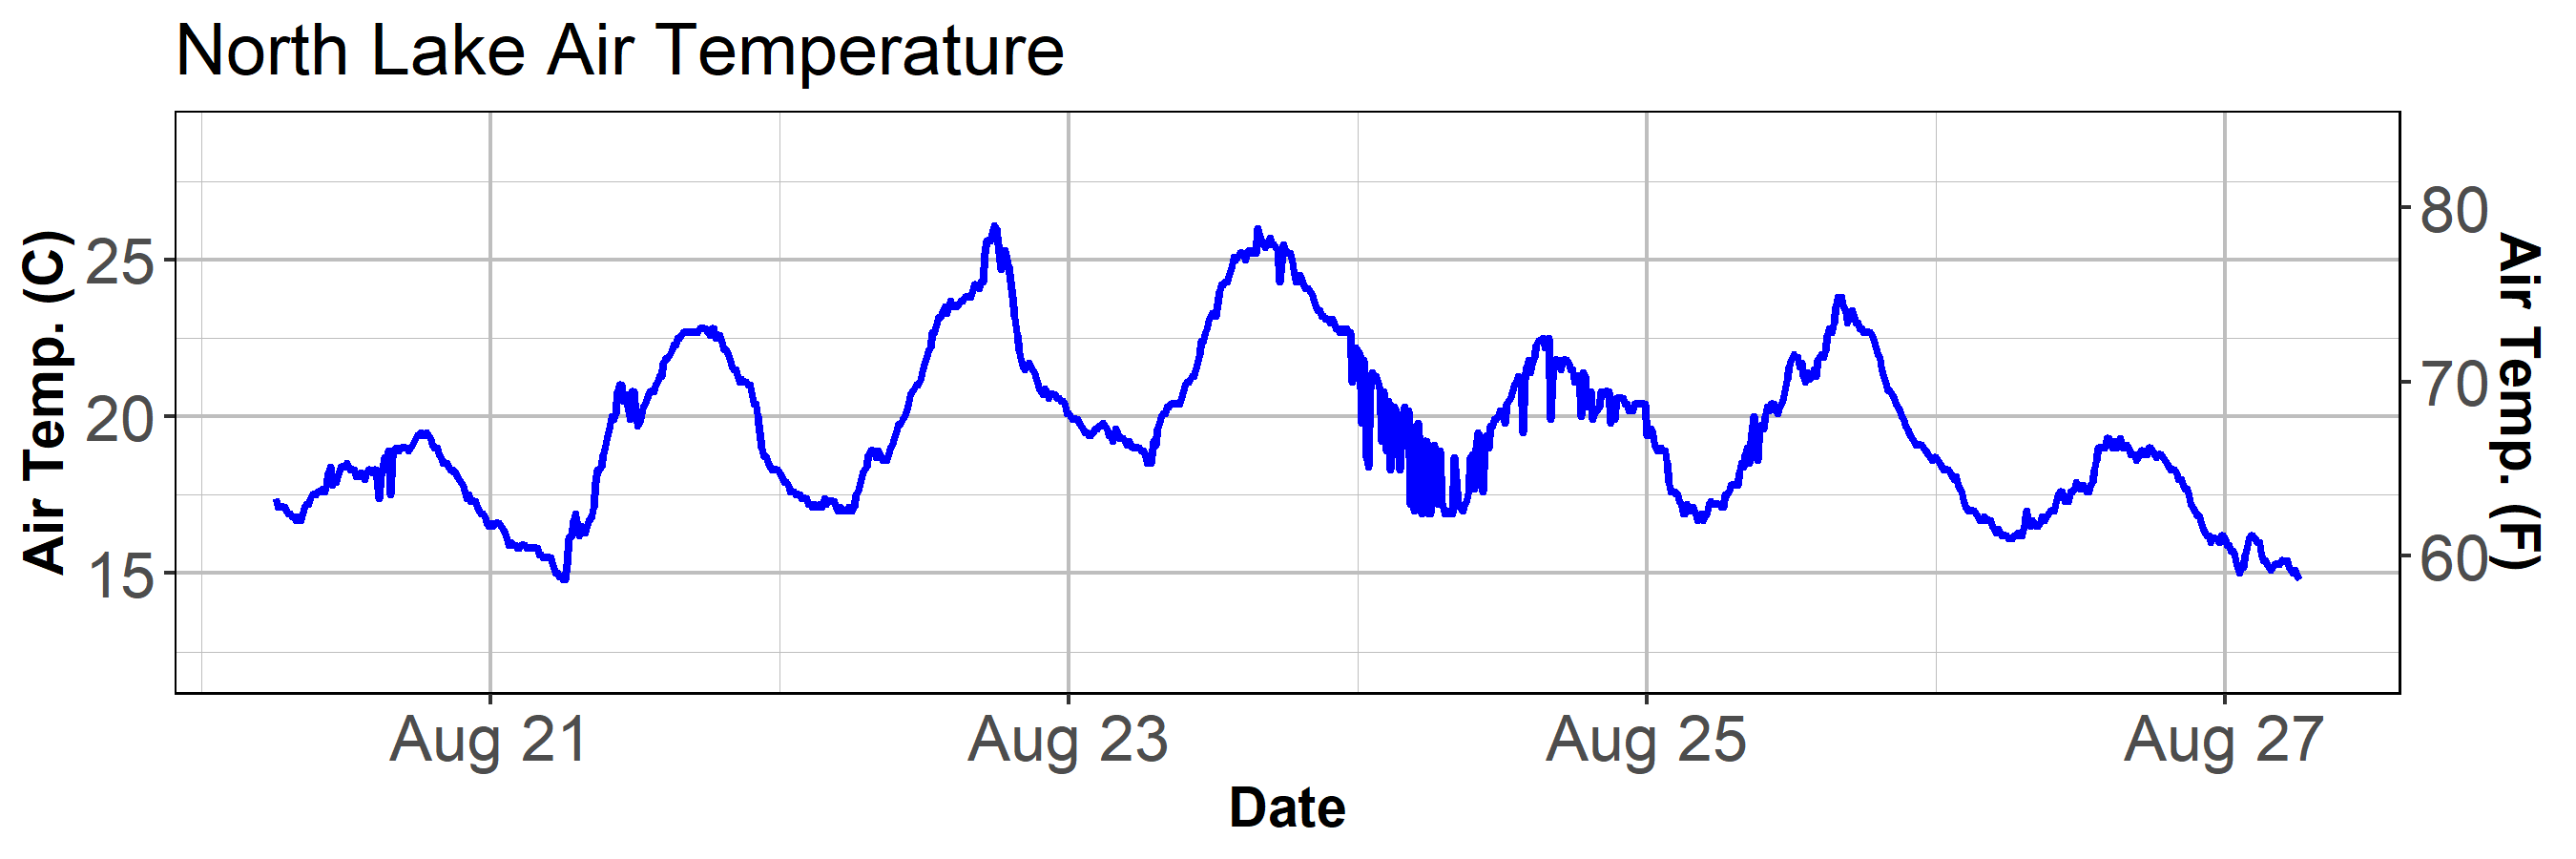 North Lake Air Temperature
Air Temp. (C)
25
20
15
80
70
60
Air Temp. (F)
Aug 21
Aug 23
Aug 25
Aug 27
Date